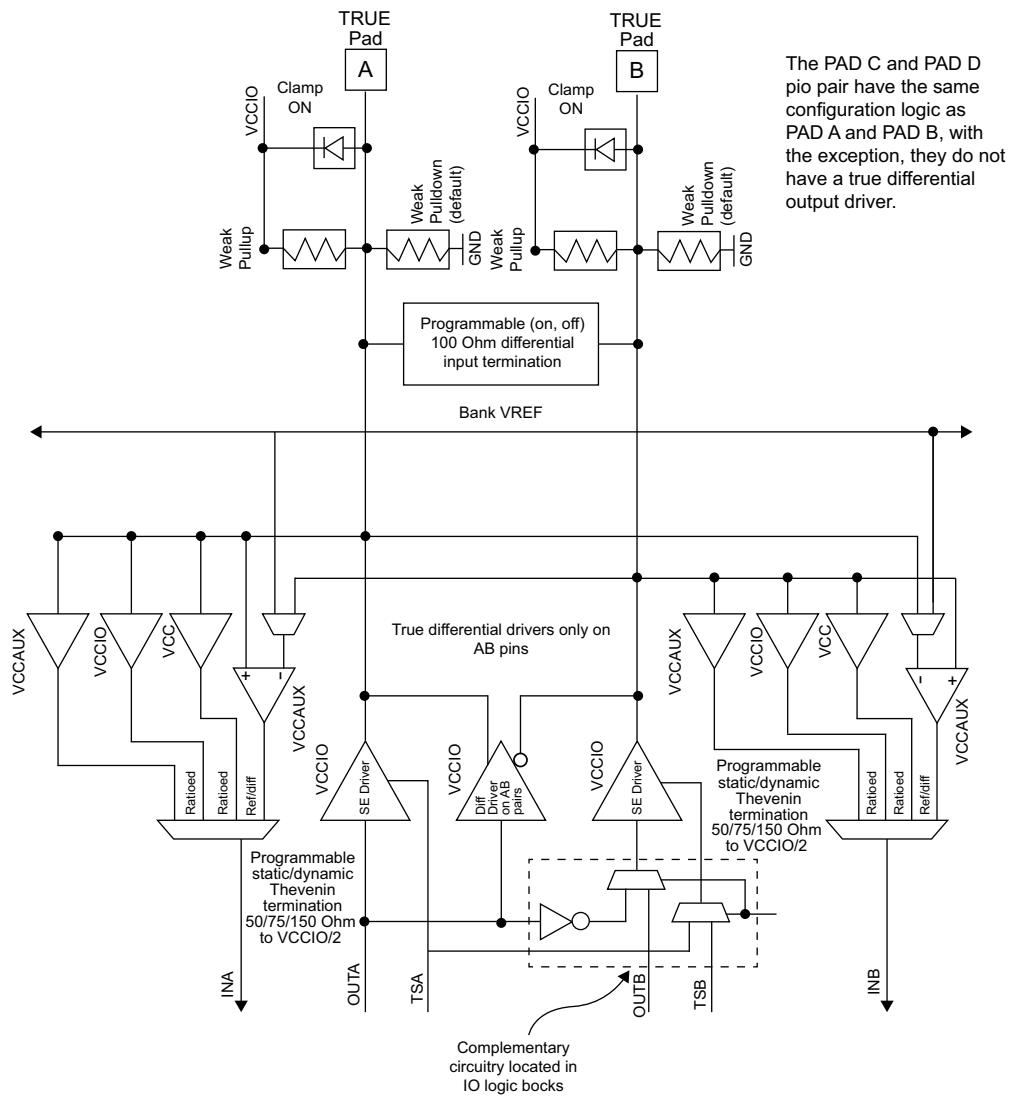 TRUE
Pad
A
TRUE
Pad
B
The PAD C and PAD D
pio pair have the same
configuration logic as
PAD A and PAD B, with
the exception, they do not
have a true differential
output driver.
VCCIO
Clamp
ON
Weak
Pullup
Weak
Pulldown
(default)
GND
VCCIO
Clamp
ON
Weak
Pullup
Weak
Pulldown
(default)
GND
Programmable (on, off)
100 Ohm differential
input termination
Bank VREF
VCCAUX
VCCIO
VCC
+
-
VCCAUX
True differential drivers only on
AB pins
VCCAUX
VCCIO
VCC
-
+
VCCAUX
Ratioed
Ratioed
Ref/diff
VCCIO
SE Driver
VCCIO
Diff
Driver
on AB
pairs
VCCIO
SE Driver
Programmable
static/dynamic
Thevenin
termination
50/75/150 Ohm
to VCCIO/2
Ratioed
Ratioed
Ref/diff
Programmable
static/dynamic
Thevenin
termination
50/75/150 Ohm
to VCCIO/2
INA
OUTA
TSA
OUTB
TSB
INB
Complementary
circuitry located in
IO logic bocks